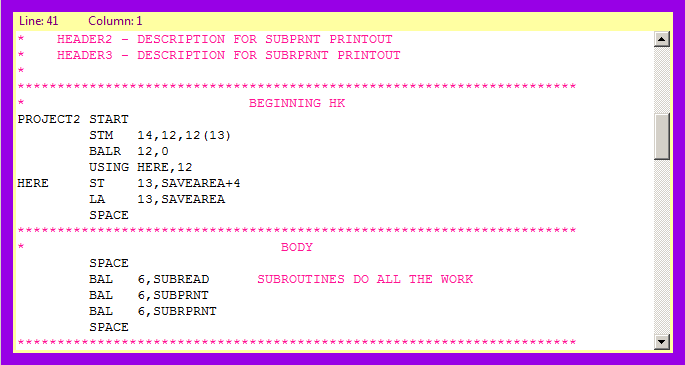 Line: 41 Column: 1
*    HEADER2 - DESCRIPTION FOR SUBPRNT PRINTOUT
*    HEADER3 - DESCRIPTION FOR SUBRPRNT PRINTOUT
*
**********************************************************************
*                            BEGINNING HK
PROJECT2 START
         STM   14,12,12(13)
         BALR  12,0
         USING HERE,12
HERE     ST    13,SAVEAREA+4
         LA    13,SAVEAREA
         SPACE
**********************************************************************
*                                BODY
         SPACE
         BAL   6,SUBREAD      SUBROUTINES DO ALL THE WORK
         BAL   6,SUBPRNT
         BAL   6,SUBRPRNT
         SPACE
**********************************************************************